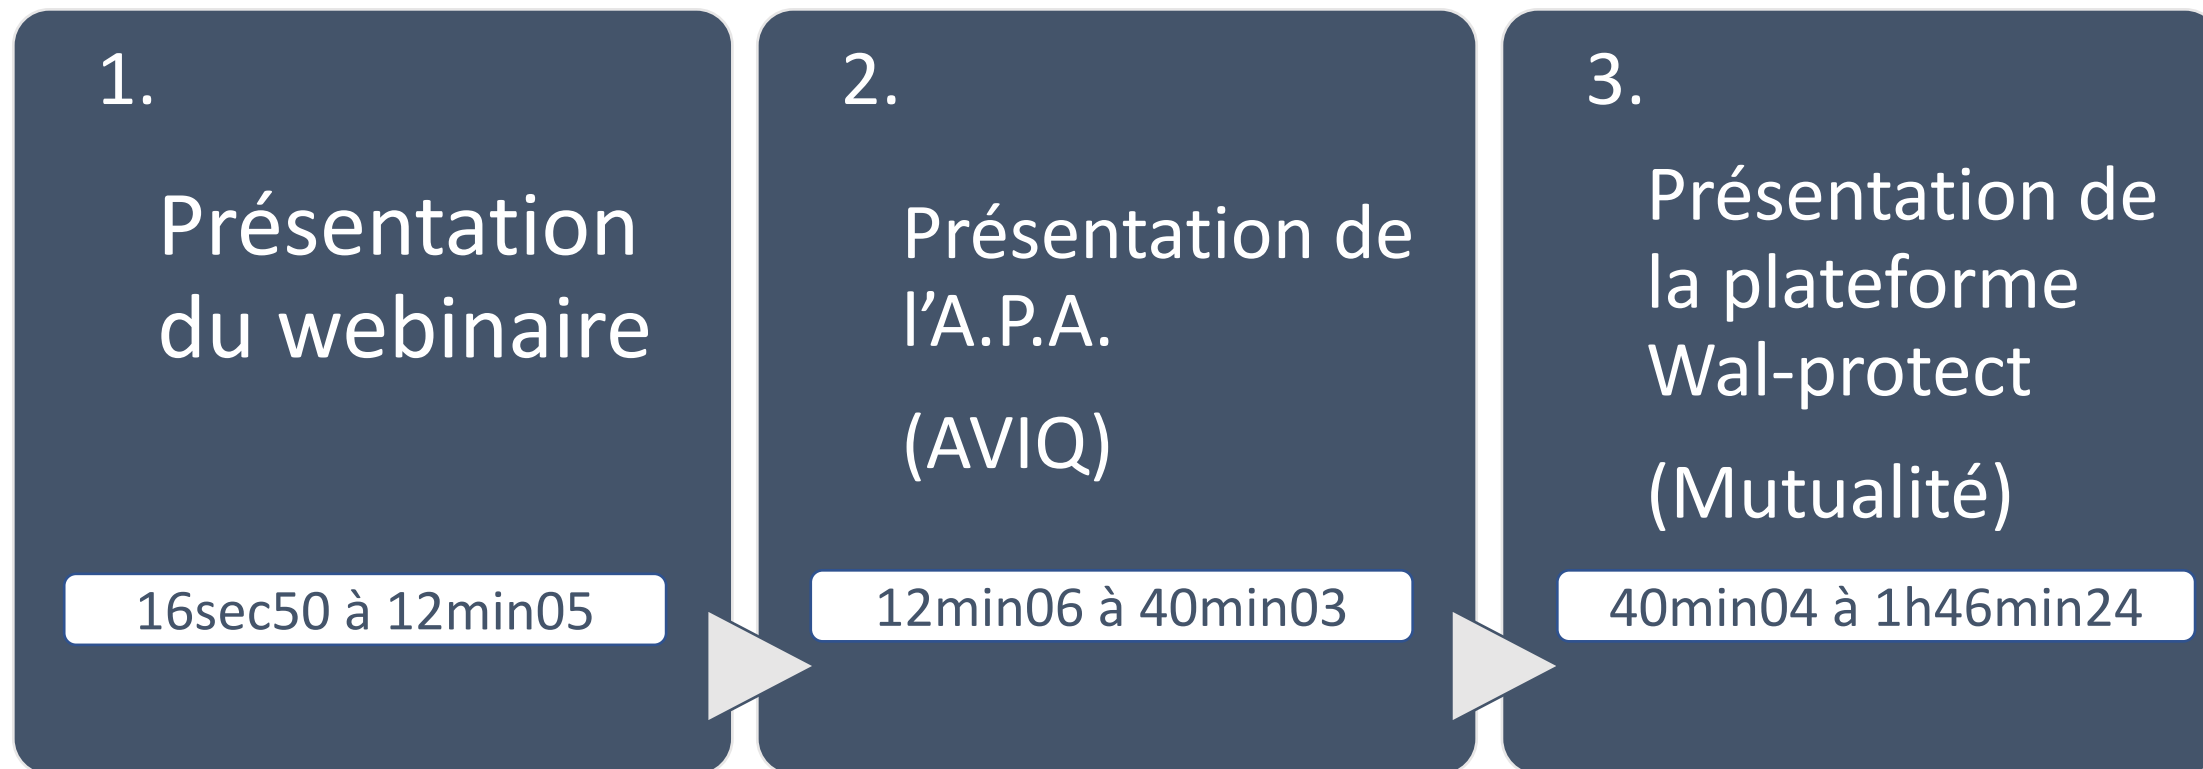 1.
Présentation
du webinaire
16sec50 à 12min05
2.
Présentation de
l’A.P.A.
(AVIQ)
12min06 à 40min03
3.
Présentation de
la plateforme
Wal-protect
(Mutualité)
40min04 à 1h46min24